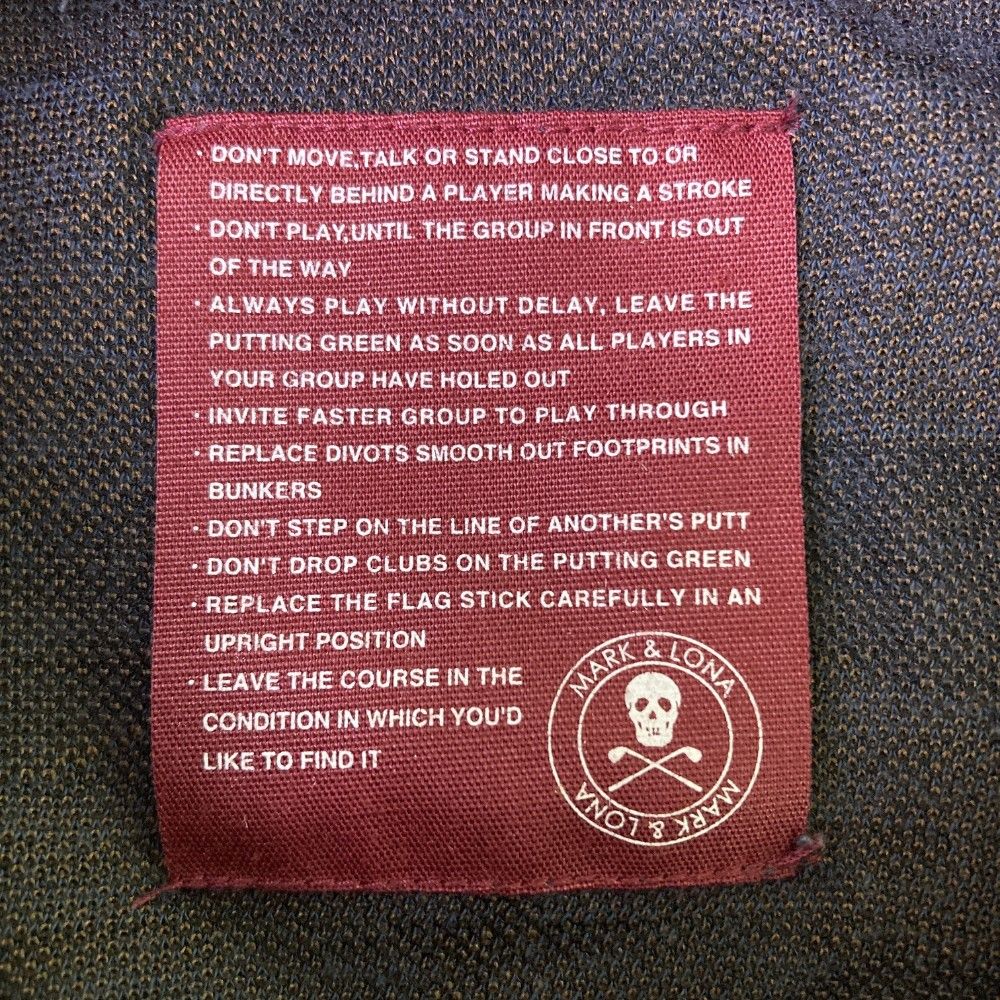 · DON'T MOVE,TALK OR STAND CLOSE TO OR
DIRECTLY BEHIND A PLAYER MAKING A STROKE
· DON'T PLAY,UNTIL THE GROUP IN FRONT IS OUT
OF THE WAY
· ALWAYS PLAY WITHOUT DELAY, LEAVE THE
PUTTING GREEN AS SOON AS ALL PLAYERS IN
YOUR GROUP HAVE HOLED OUT
· INVITE FASTER GROUP TO PLAY THROUGH
· REPLACE DIVOTS SMOOTH OUT FOOTPRINTS IN
BUNKERS
· DON'T STEP ON THE LINE OF ANOTHER'S PUTT
· DON'T DROP CLUBS ON THE PUTTING GREEN
· REPLACE THE FLAG STICK CAREFULLY IN AN
UPRIGHT POSITION
· LEAVE THE COURSE IN THE
CONDITION IN WHICH YOU'D
LIKE TO FIND IT
MARK & LONA
MARK & LONA